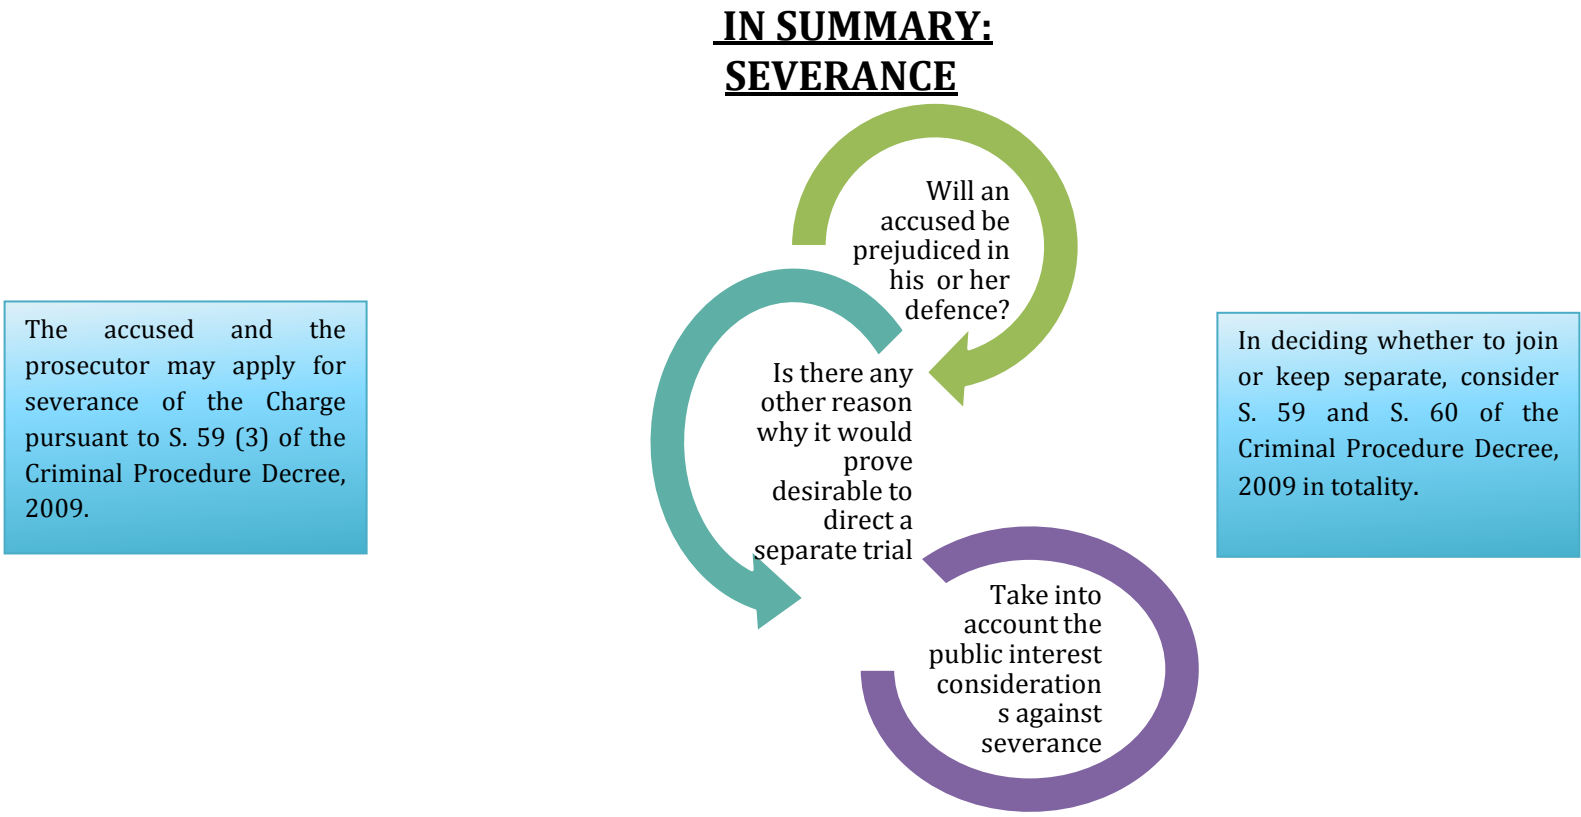 IN SUMMARY:
SEVERANCE
Will an
accused be
prejudiced in
his or her
defence?
The accused and the
prosecutor may apply for
severance of the Charge
pursuant to S. 59 (3) of the
Criminal Procedure Decree,
2009.
Is there any
other reason
why it would
prove
desirable to
direct a
separate trial
In deciding whether to join
or keep separate, consider
S. 59 and S. 60 of the
Criminal Procedure Decree,
2009 in totality.
Take into
account the
public interest
consideration
s against
severance